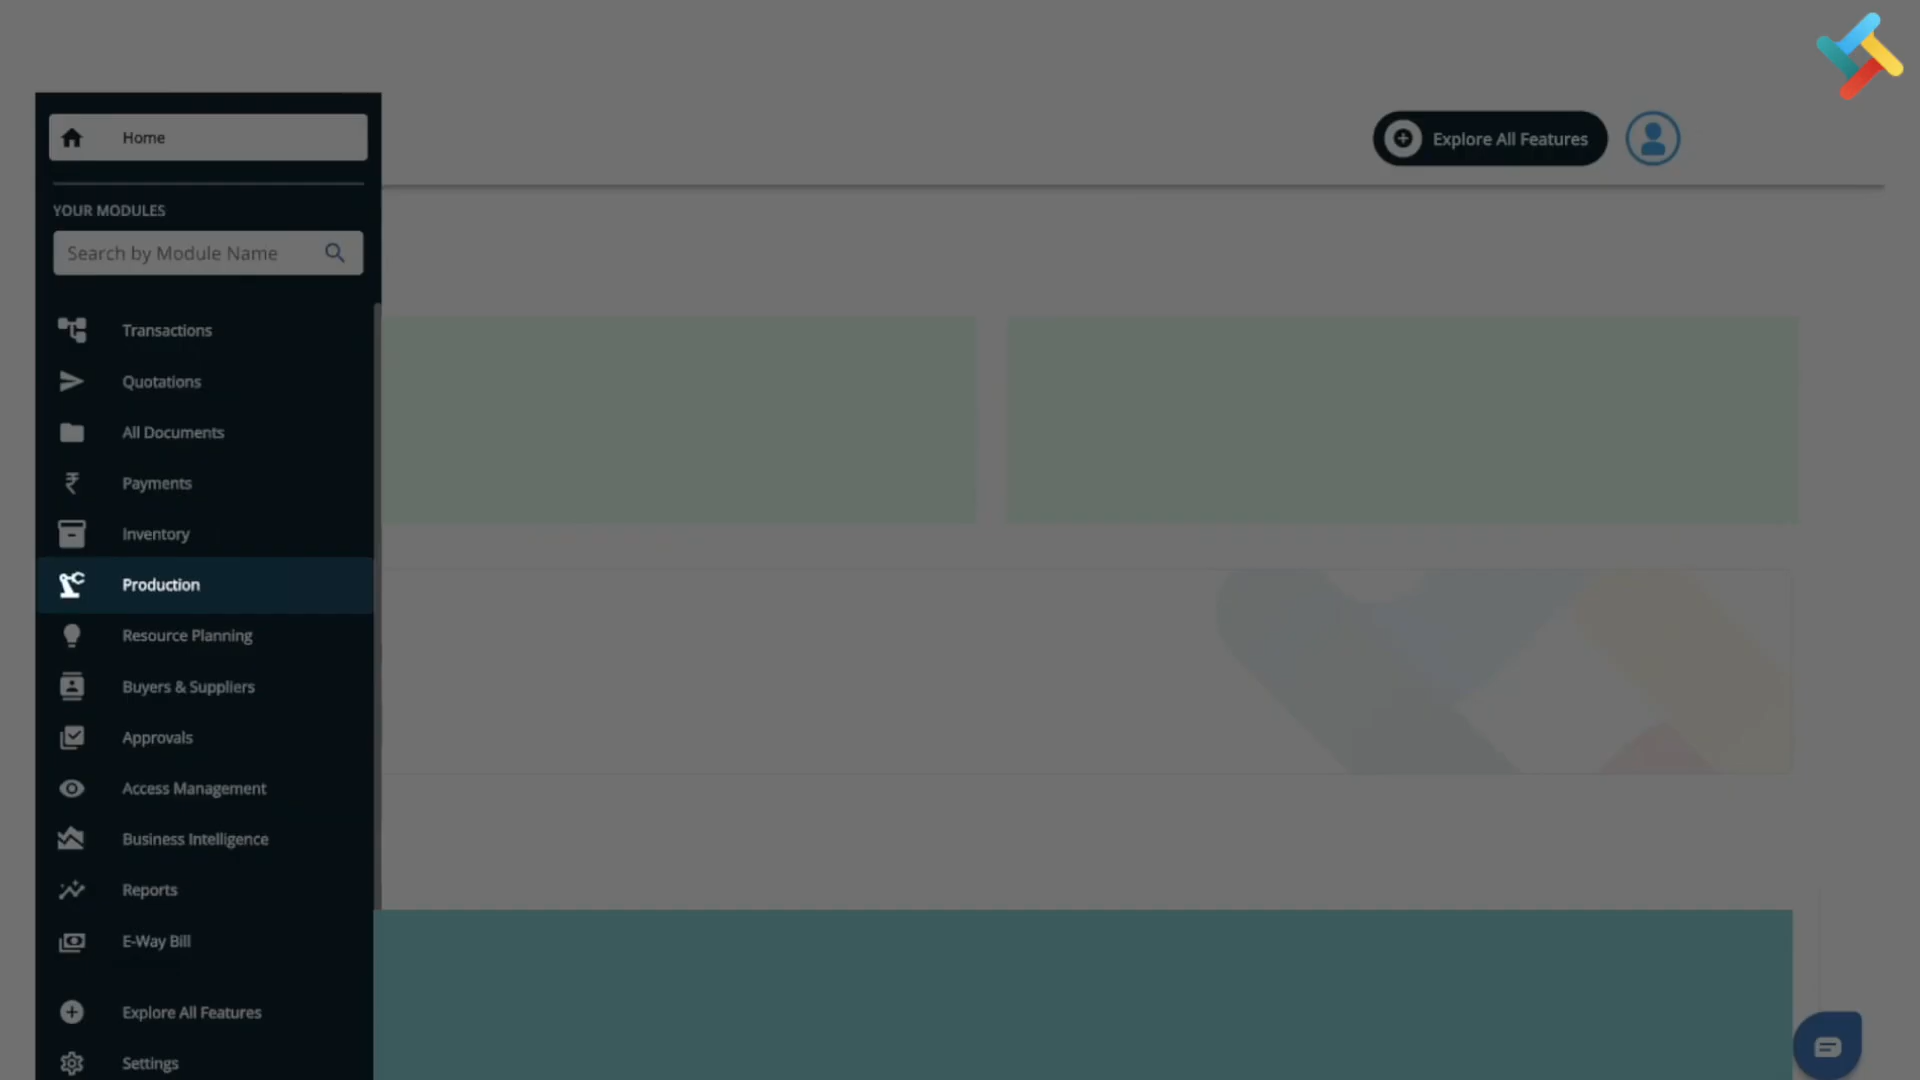 Home
Explore All Features
YOUR MODULES
Search by Module Name
Transactions
Quotations
All Documents
Payments
Inventory
Production
Resource Planning
Buyers & Suppliers
Approvals
Access Management
Business Intelligence
Reports
E-Way Bill
Explore All Features
Settings